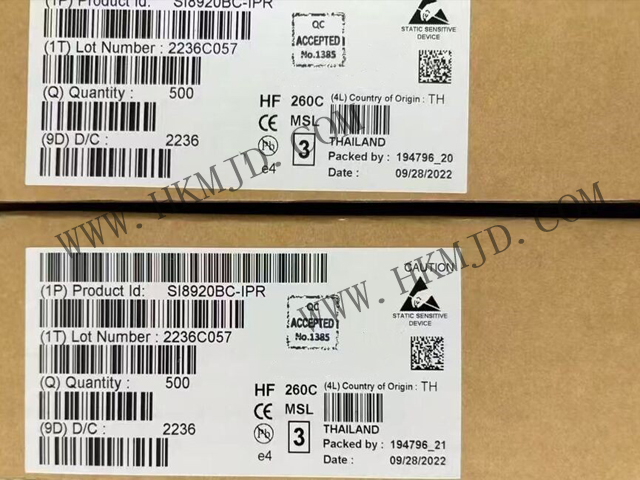 (1P) Product Id: SI8920BC-IPR
(1T) Lot Number : 2236C057
(Q) Quantity : 500
(9D) D/C : 2236
QC
ACCEPTED
No.1385
STATIC SENSITIVE
DEVICE
HF 260C
MSL
3
e4
Pb
CE
(4L) Country of Origin : TH
THAILAND
Packed by : 194796_20
Date : 09/28/2022
WWW.HKMJD.COM
(1P) Product Id: SI8920BC-IPR
(1T) Lot Number : 2236C057
(Q) Quantity : 500
(9D) D/C : 2236
QC
ACCEPTED
No.1385
CAUTION
STATIC SENSITIVE
DEVICE
HF 260C
MSL
3
e4
Pb
CE
(4L) Country of Origin : TH
THAILAND
Packed by : 194796_21
Date : 09/28/2022
WWW.HKMJD.COM